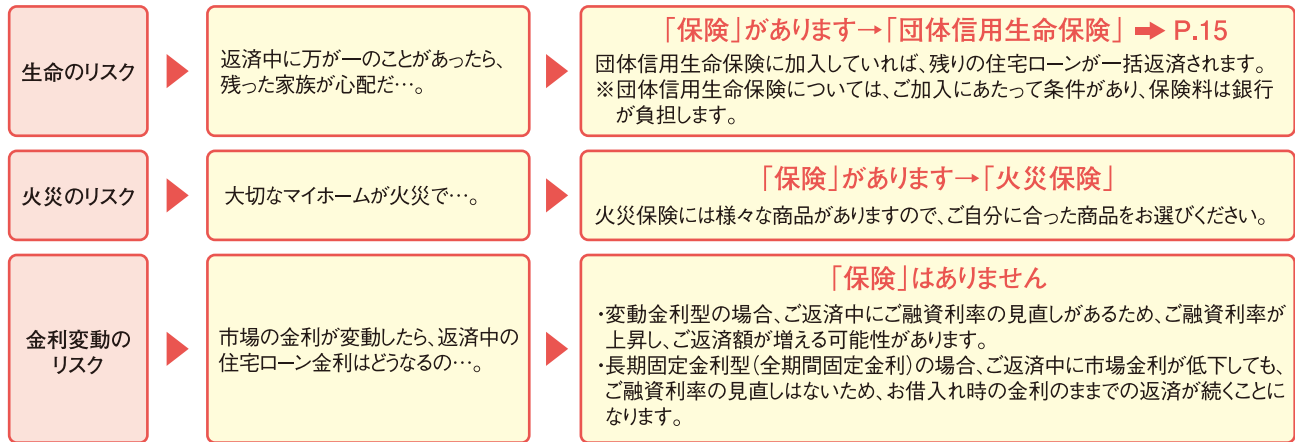 生命のリスク
返済中に万が一のことがあったら、
残った家族が心配だ…。
「保険」があります→「団体信用生命保険」 ➡ P.15
団体信用生命保険に加入していれば、残りの住宅ローンが一括返済されます。
※団体信用生命保険については、ご加入にあたって条件があり、保険料は銀行
が負担します。
火災のリスク
大切なマイホームが火災で…。
「保険」があります→「火災保険」
火災保険には様々な商品がありますので、ご自分に合った商品をお選びください。
金利変動の
リスク
市場の金利が変動したら、返済中の
住宅ローン金利はどうなるの…。
「保険」はありません
・変動金利型の場合、ご返済中にご融資利率の見直しがあるため、ご融資利率が
上昇し、ご返済額が増える可能性があります。
・長期固定金利型(全期間固定金利)の場合、ご返済中に市場金利が低下しても、
ご融資利率の見直しはないため、お借入れ時の金利のままでの返済が続くことに
なります。